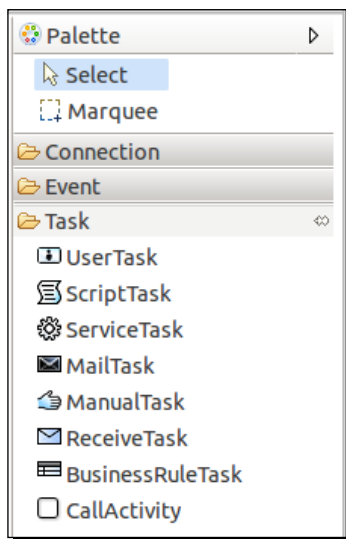 Palette
Select
Marquee
Connection
Event
Task
UserTask
ScriptTask
ServiceTask
MailTask
ManualTask
ReceiveTask
BusinessRuleTask
CallActivity